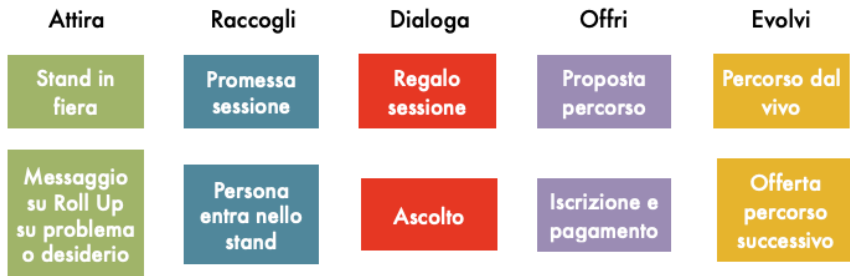 Attira
Raccogli
Dialoga
Offri
Evolvi
Stand in
fiera
Promessa
sessione
Regalo
sessione
Proposta
percorso
Percorso dal
vivo
Messaggio
su Roll Up
su problema
o desiderio
Persona
entra nello
stand
Ascolto
Iscrizione e
pagamento
Offerta
percorso
successivo